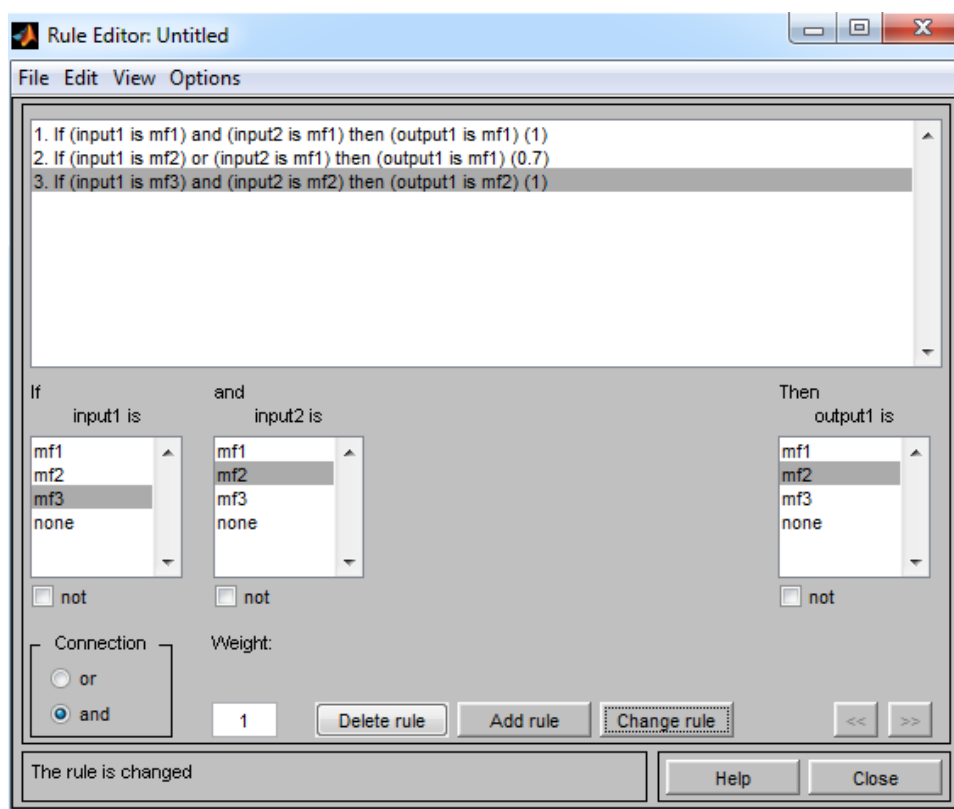 Rule Editor: Untitled
File Edit View Options
1. If (input1 is mf1) and (input2 is mf1) then (output1 is mf1) (1)
2. If (input1 is mf2) or (input2 is mf1) then (output1 is mf1) (0.7)
3. If (input1 is mf3) and (input2 is mf2) then (output1 is mf2) (1)
If and Then
input1 is input2 is output1 is
mf1 mf1 mf1
mf2 mf2 mf2
mf3 mf3 mf3
none none none
not not not
Connection Weight:
or
and 1 Delete rule Add rule Change rule << >>
The rule is changed Help Close